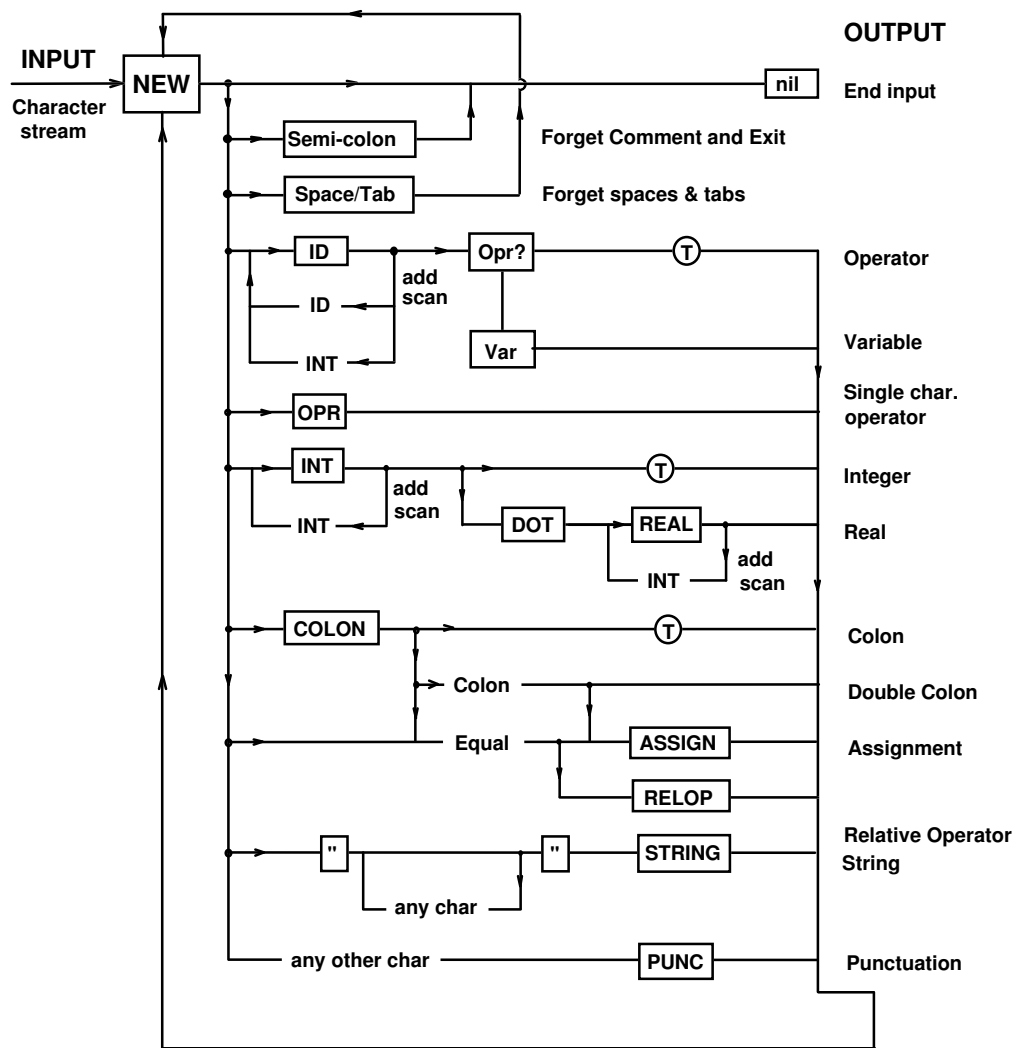 INPUT
OUTPUT
NEW
nil
End input
Character
stream
Semi-colon
Forget Comment and Exit
Space/Tab
Forget spaces & tabs
ID
Opr?
T
Operator
add
scan
ID
INT
Var
Variable
OPR
Single char.
operator
INT
T
Integer
add
scan
INT
DOT
REAL
Real
add
scan
INT
COLON
T
Colon
Colon
Double Colon
Equal
ASSIGN
Assignment
RELOP
Relative Operator
" " STRING
String
any char
any other char
PUNC
Punctuation